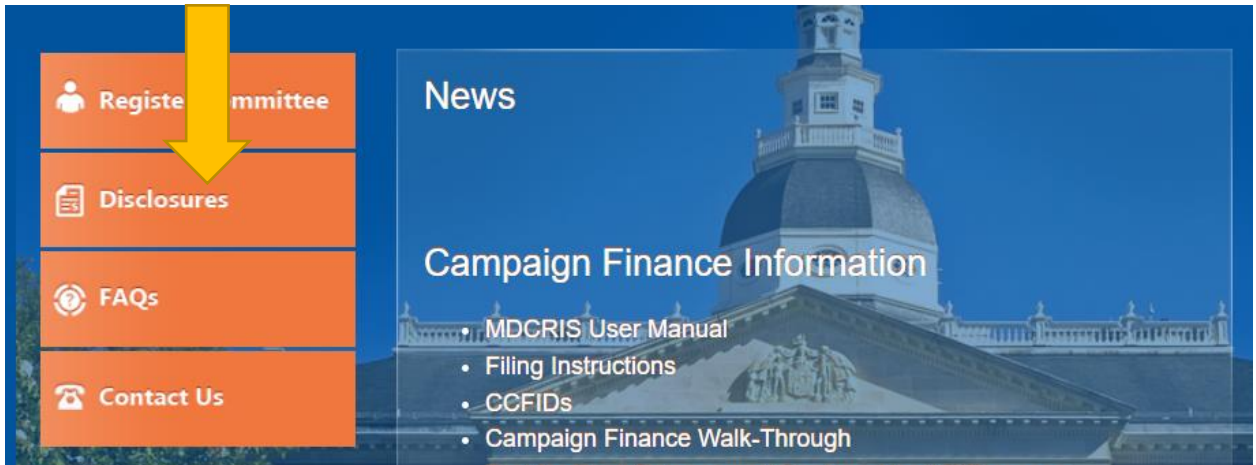 Registe mmittee
Disclosures
FAQs
Contact Us
News
Campaign Finance Information
• MDCRIS User Manual
• Filing Instructions
• CCFIDs
• Campaign Finance Walk-Through